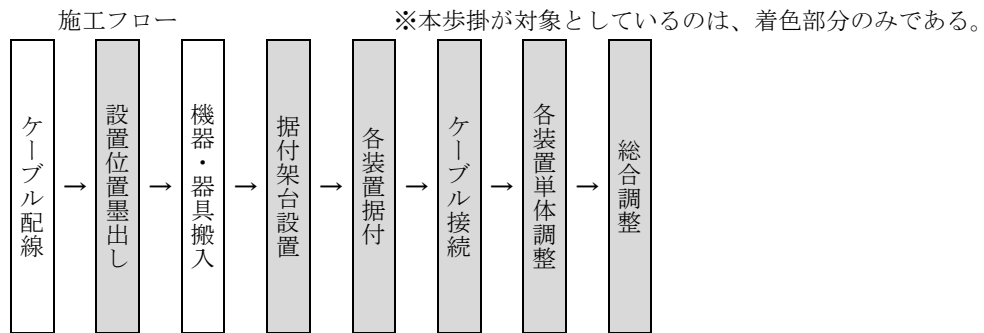 施工フロー
※本歩掛が対象としているのは、着色部分のみである。
ケーブル配線
→
設置位置墨出し
→
機器・器具搬入
→
据付架台設置
→
各装置据付
→
ケーブル接続
→
各装置単体調整
→
総合調整